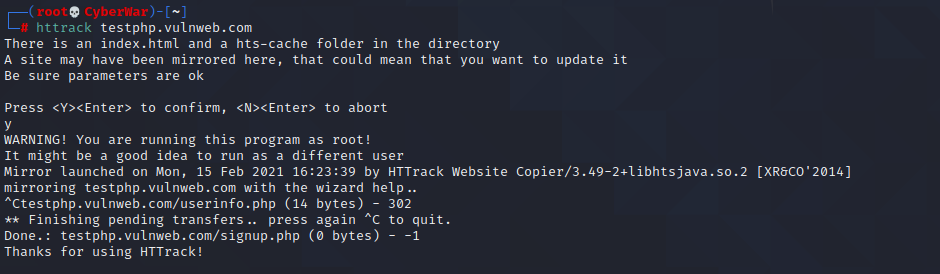 ┌──(root💀CyberWar)-[~]
└─# httrack testphp.vulnweb.com
There is an index.html and a hts-cache folder in the directory
A site may have been mirrored here, that could mean that you want to update it
Be sure parameters are ok
Press <Y><Enter> to confirm, <N><Enter> to abort
y
WARNING! You are running this program as root!
It might be a good idea to run as a different user
Mirror launched on Mon, 15 Feb 2021 16:23:39 by HTTrack Website Copier/3.49-2+libhtsjava.so.2 [XR&CO'2014]
mirroring testphp.vulnweb.com with the wizard help..
^Ctestphp.vulnweb.com/userinfo.php (14 bytes) - 302
** Finishing pending transfers.. press again ^C to quit.
Done.: testphp.vulnweb.com/signup.php (0 bytes) - -1
Thanks for using HTTrack!